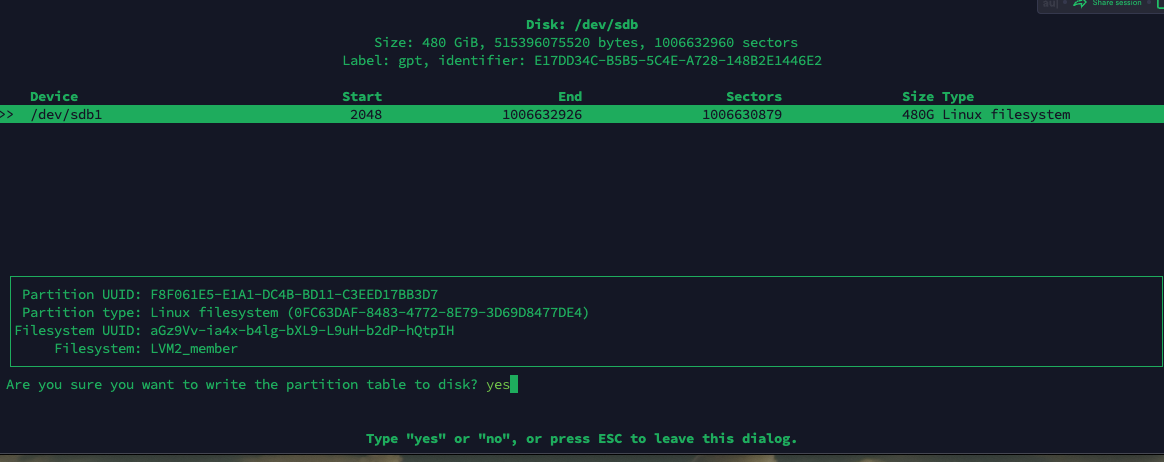 Share session
Disk: /dev/sdb
Size: 480 GiB, 515396075520 bytes, 1006632960 sectors
Label: gpt, identifier: E17DD34C-B5B5-5C4E-A728-148B2E1446E2
Device Start End Sectors Size Type
>> /dev/sdb1 2048 1006632926 1006630879 480G Linux filesystem
Partition UUID: F8F061E5-E1A1-DC4B-BD11-C3EED17BB3D7
Partition type: Linux filesystem (0FC63DAF-8483-4772-8E79-3D69D8477DE4)
Filesystem UUID: aGz9Vv-ia4x-b4lg-bXL9-L9uH-b2dP-hQtpIH
Filesystem: LVM2_member
Are you sure you want to write the partition table to disk? yes
Type "yes" or "no", or press ESC to leave this dialog.